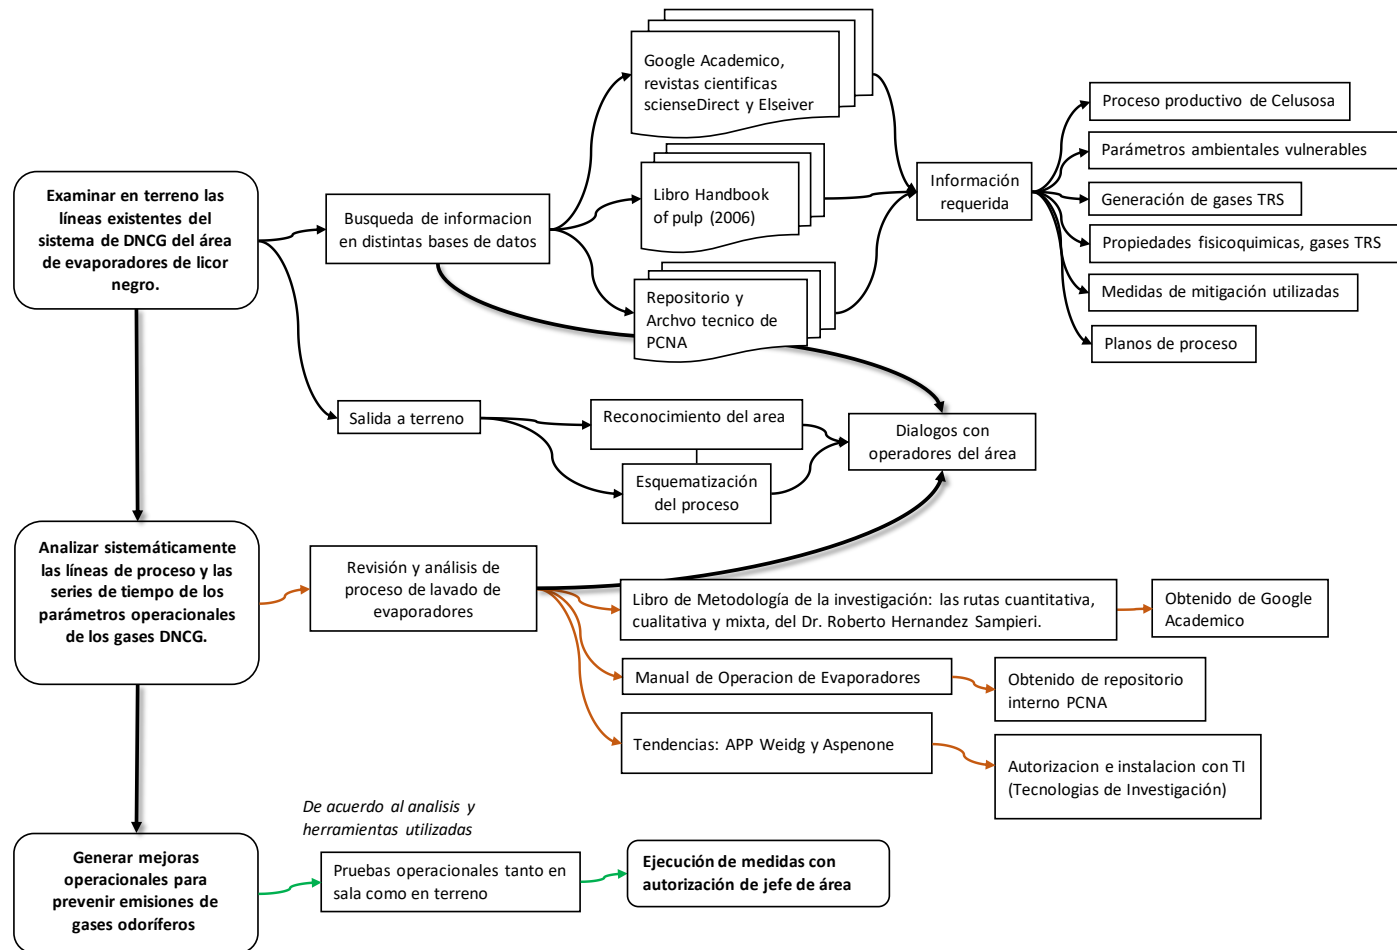 Examinar en terreno las
líneas existentes del
sistema de DNCG del área
de evaporadores de licor
negro.
Busqueda de informacion
en distintas bases de datos
Google Academico,
revistas cientificas
scienseDirect y Elseiver
Libro Handbook
of pulp (2006)
Repositorio y
Archvo tecnico de
PCNA
Información
requerida
Proceso productivo de Celusosa
Parámetros ambientales vulnerables
Generación de gases TRS
Propiedades fisicoquimicas, gases TRS
Medidas de mitigación utilizadas
Planos de proceso
Salida a terreno
Reconocimiento del area
Esquematización
del proceso
Dialogos con
operadores del área
Analizar sistemáticamente
las líneas de proceso y las
series de tiempo de los
parámetros operacionales
de los gases DNCG.
Revisión y análisis de
proceso de lavado de
evaporadores
Libro de Metodología de la investigación: las rutas cuantitativa,
cualitativa y mixta, del Dr. Roberto Hernandez Sampieri.
Obtenido de Google
Academico
Manual de Operacion de Evaporadores
Obtenido de repositorio
interno PCNA
Tendencias: APP Weidg y Aspenone
Autorizacion e instalacion con TI
(Tecnologias de Investigación)
De acuerdo al analisis y
herramientas utilizadas
Generar mejoras
operacionales para
prevenir emisiones de
gases odoríferos
Pruebas operacionales tanto en
sala como en terreno
Ejecución de medidas con
autorización de jefe de área